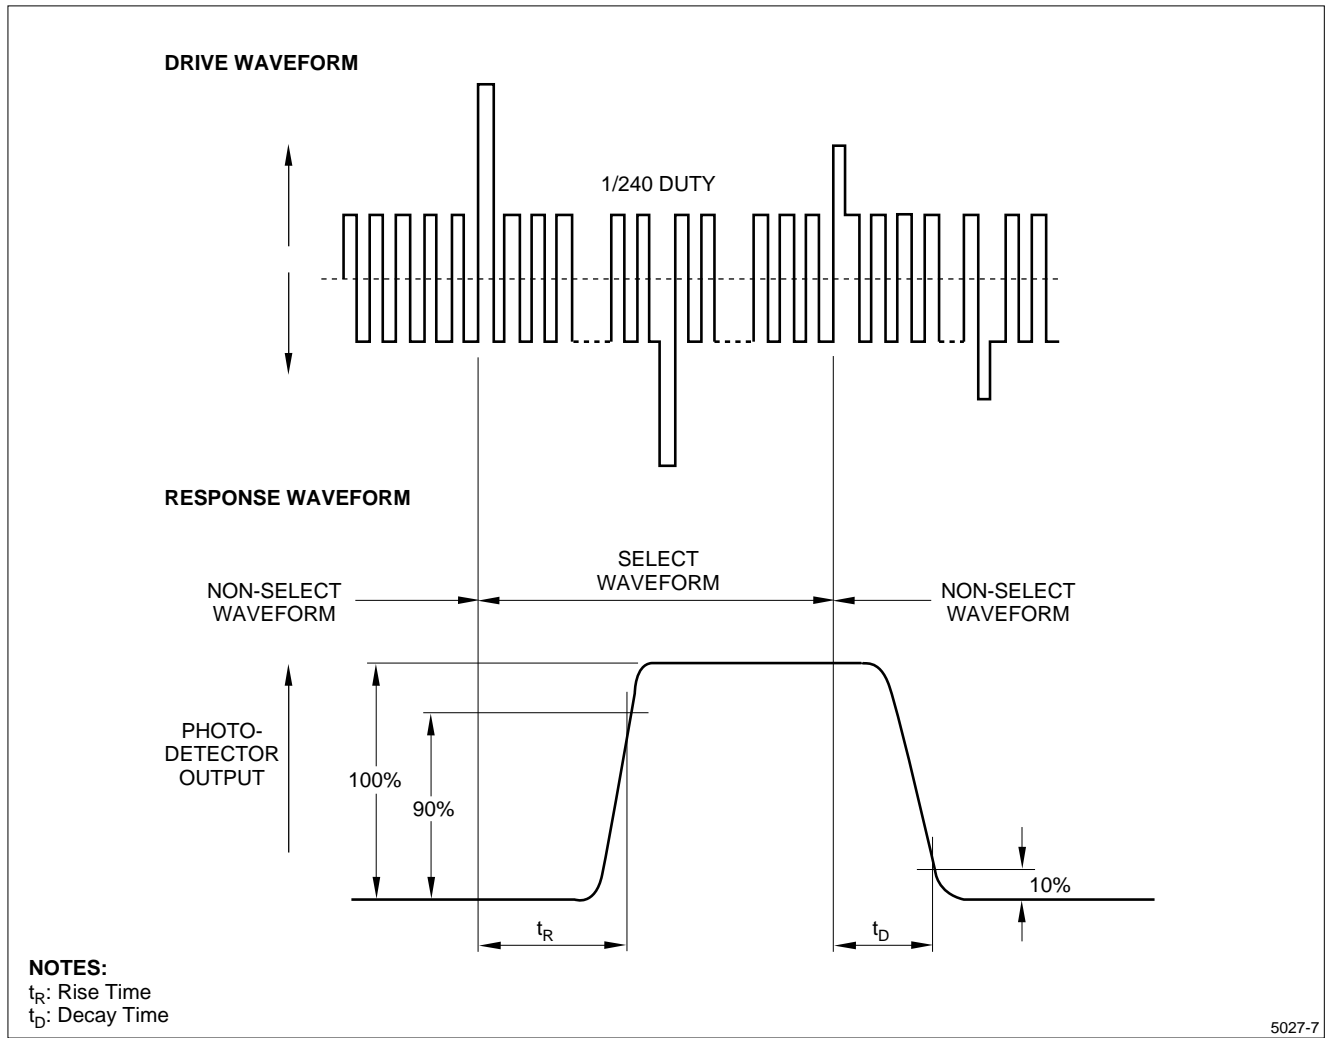 DRIVE WAVEFORM
1/240 DUTY
RESPONSE WAVEFORM
SELECT
WAVEFORM
NON-SELECT
WAVEFORM
NON-SELECT
WAVEFORM
PHOTO-
DETECTOR
OUTPUT
100%
90%
10%
tR
tD
NOTES:
tR: Rise Time
tD: Decay Time
5027-7